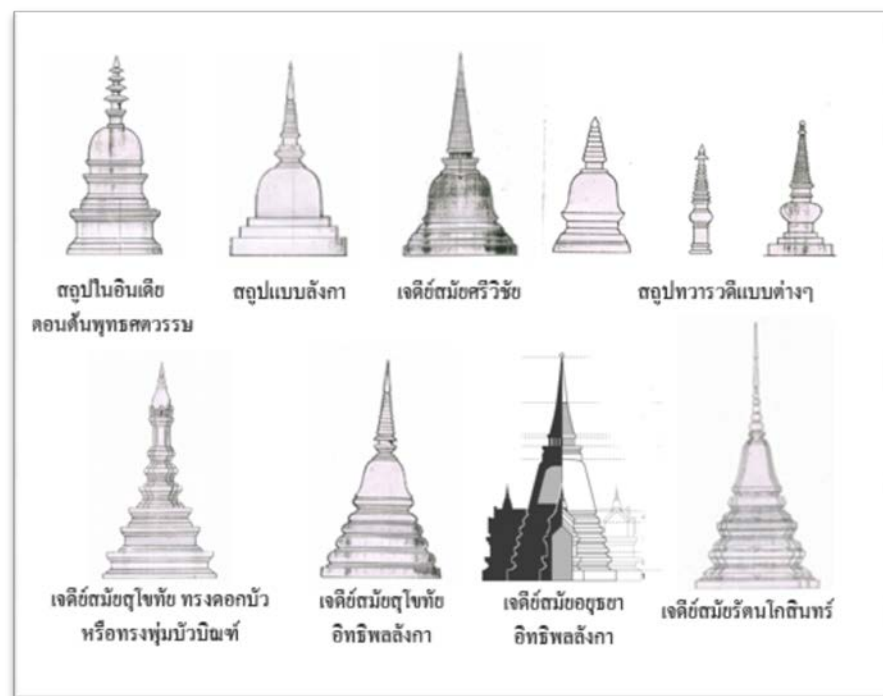 สถูปในอินเดีย
ตอนต้นพุทธศตวรรษ
สถูปแบบลังกา
เจดีย์สมัยศรีวิชัย
สถูปทวารวดีแบบต่างๆ
เจดีย์สมัยสุโขทัย ทรงดอกบัว
หรือทรงพุ่มบัวบิณฑ์
เจดีย์สมัยสุโขทัย
อิทธิพลลังกา
เจดีย์สมัยอยุธยา
อิทธิพลลังกา
เจดีย์สมัยรัตนโกสินทร์